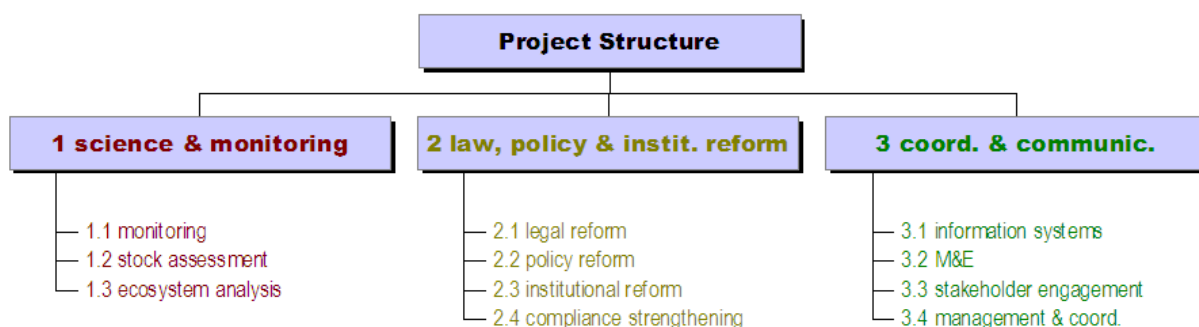 Project Structure
1 science & monitoring
2 law, policy & instit. reform
3 coord. & communic.
1.1 monitoring
1.2 stock assessment
1.3 ecosystem analysis
2.1 legal reform
2.2 policy reform
2.3 institutional reform
2.4 compliance strengthening
3.1 information systems
3.2 M&E
3.3 stakeholder engagement
3.4 management & coord.